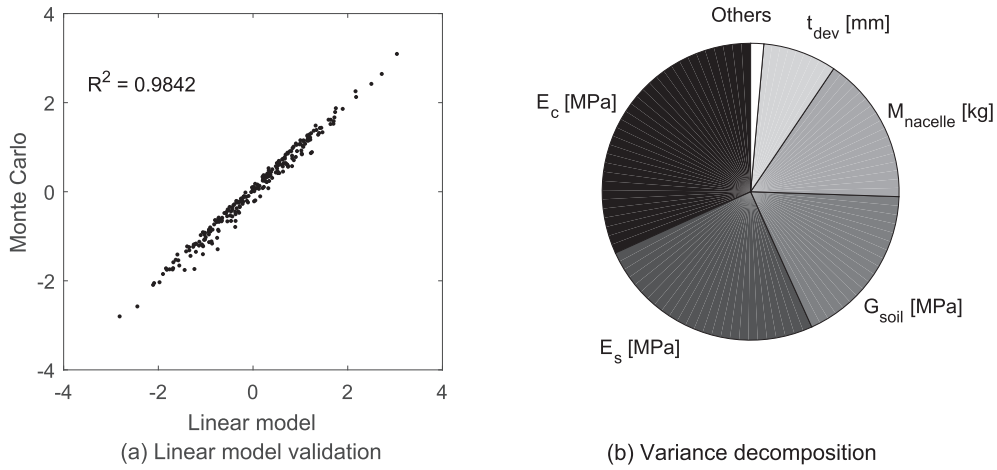 4
2
0
-2
-4
-4
-2
0
2
4
Monte Carlo
Linear model
R² = 0.9842
(a) Linear model validation
Others
t_dev [mm]
M_nacelle [kg]
G_soil [MPa]
E_s [MPa]
E_c [MPa]
(b) Variance decomposition